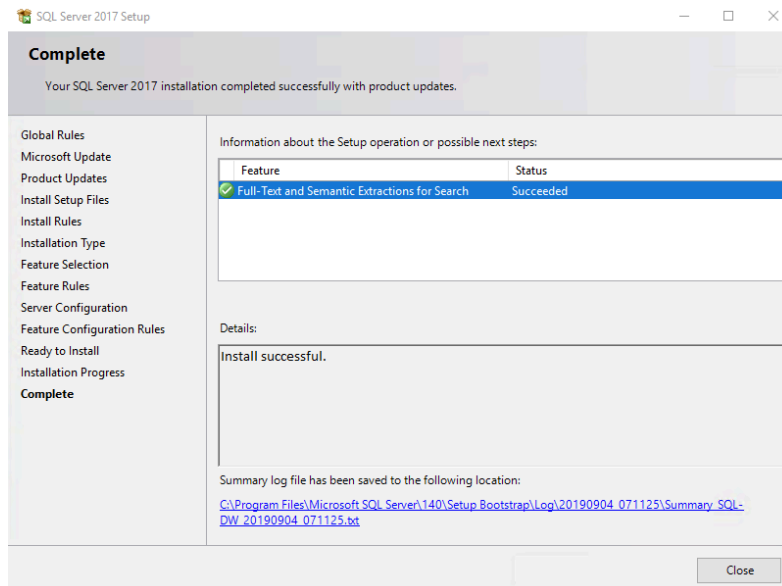 SQL Server 2017 Setup
Complete
Your SQL Server 2017 installation completed successfully with product updates.
Global Rules
Microsoft Update
Product Updates
Install Setup Files
Install Rules
Installation Type
Feature Selection
Feature Rules
Server Configuration
Feature Configuration Rules
Ready to Install
Installation Progress
Complete
Information about the Setup operation or possible next steps:
Feature Status
Full-Text and Semantic Extractions for Search Succeeded
Details:
Install successful.
Summary log file has been saved to the following location:
C:\Program Files\Microsoft SQL Server\140\Setup Bootstrap\Log\20190904_071125\Summary_SQL-
DW_20190904_071125.txt
Close